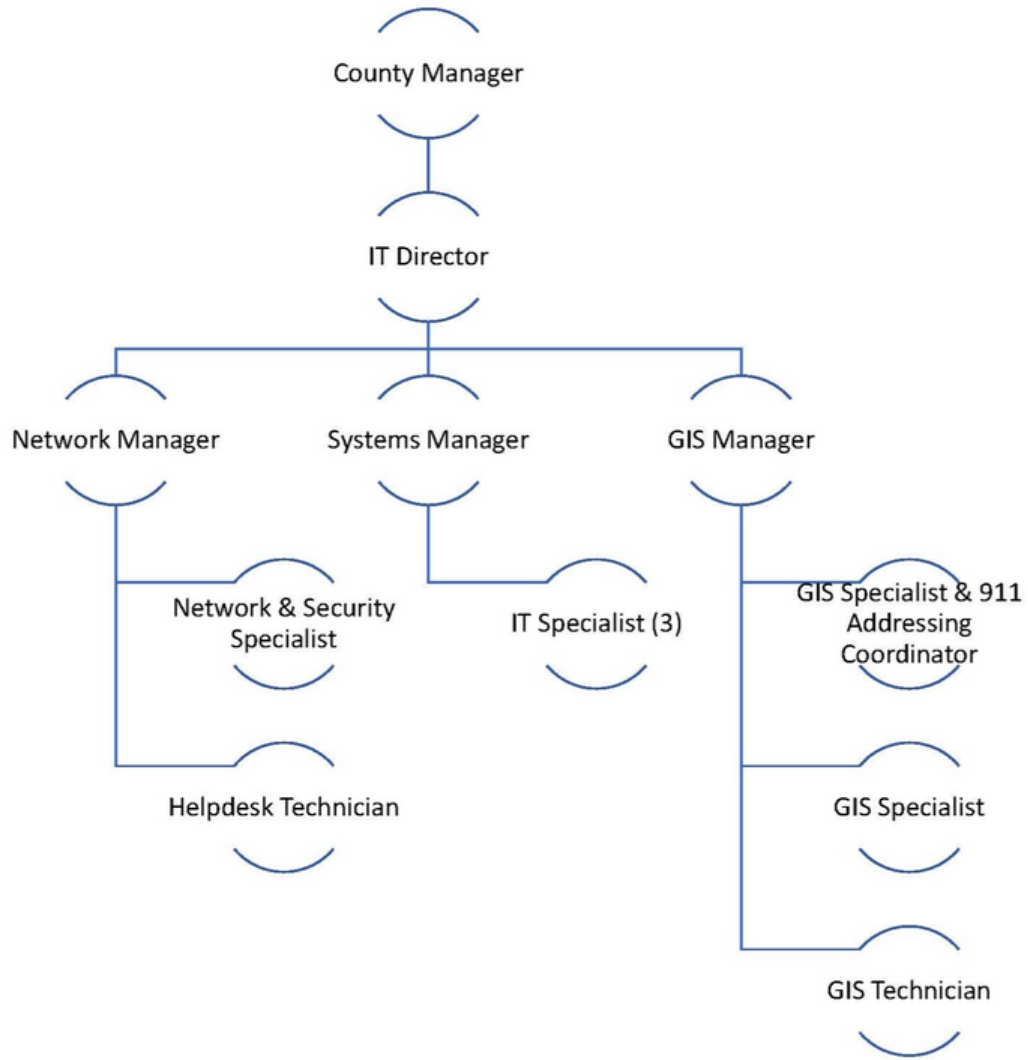 County Manager
IT Director
Network Manager
Systems Manager
GIS Manager
Network & Security
Specialist
IT Specialist (3)
GIS Specialist & 911
Addressing
Coordinator
Helpdesk Technician
GIS Specialist
GIS Technician